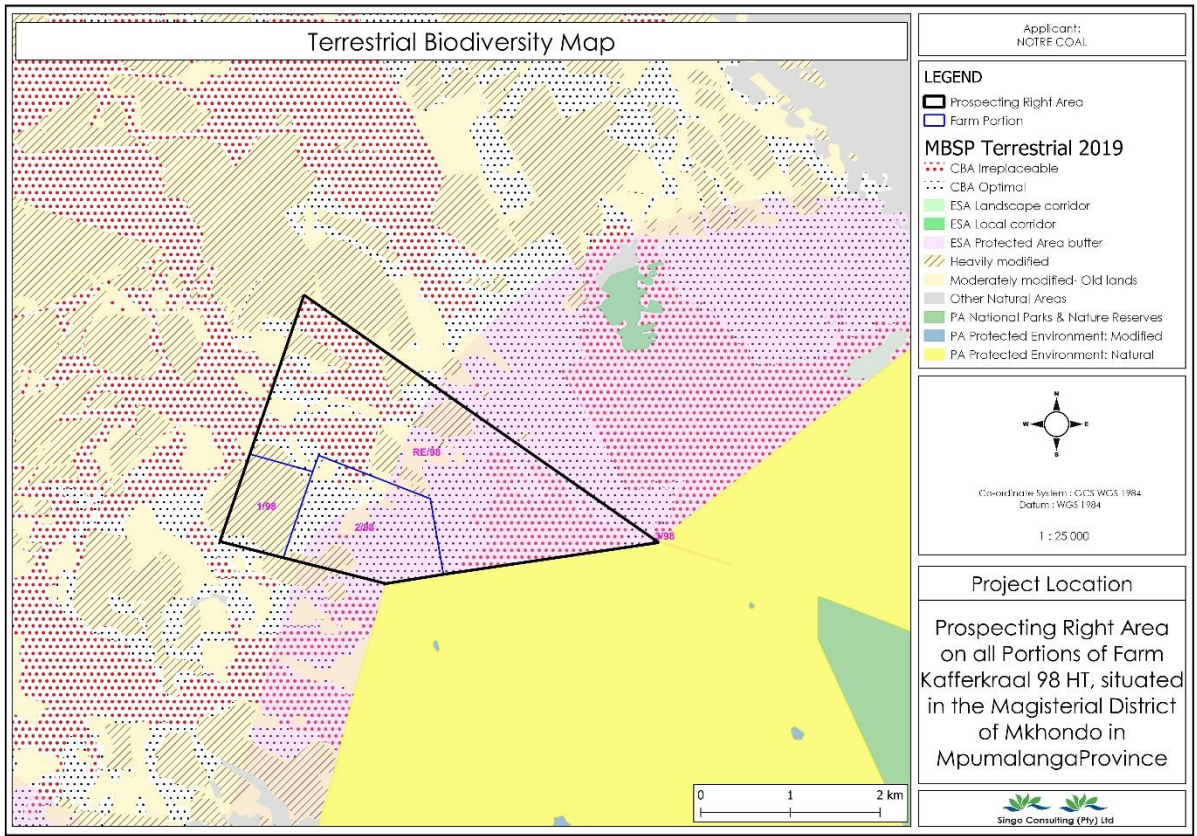 Terrestrial Biodiversity Map
RE/98
1/98
2/98
3/98
0 1 2 km
Applicant:
NOTRE COAL
LEGEND
Prospecting Right Area
Farm Portion
MBSP Terrestrial 2019
CBA Irreplaceable
CBA Optimal
ESA Landscape corridor
ESA Local corridor
ESA Protected Area buffer
Heavily modified
Moderately modified- Old lands
Other Natural Areas
PA National Parks & Nature Reserves
PA Protected Environment: Modified
PA Protected Environment: Natural
N
W E
S
Co-ordinate System : GCS WGS 1984
Datum : WGS 1984
1 : 25 000
Project Location
Prospecting Right Area
on all Portions of Farm
Kafferkraal 98 HT, situated
in the Magisterial District
of Mkhondo in
MpumalangaProvince
Singo Consulting (Pty) Ltd